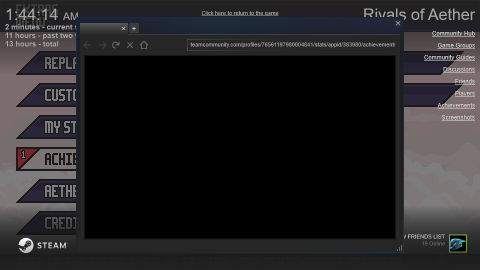 1:44:14 AM
Click here to return to the game
Rivals of Aether
2 minutes - current
11 hours - past two
13 hours - total
Community Hub
Game Groups
Community Guides
Discussions
Friends
Players
Achievements
Screenshots
teamcommunity.com/profiles/76561197960004841/stats/appid/383980/achievement
REPLA
CUSTO
MY ST
1
ACHIE
AETHE
CREDI
STEAM
FRIENDS LIST
18 Online